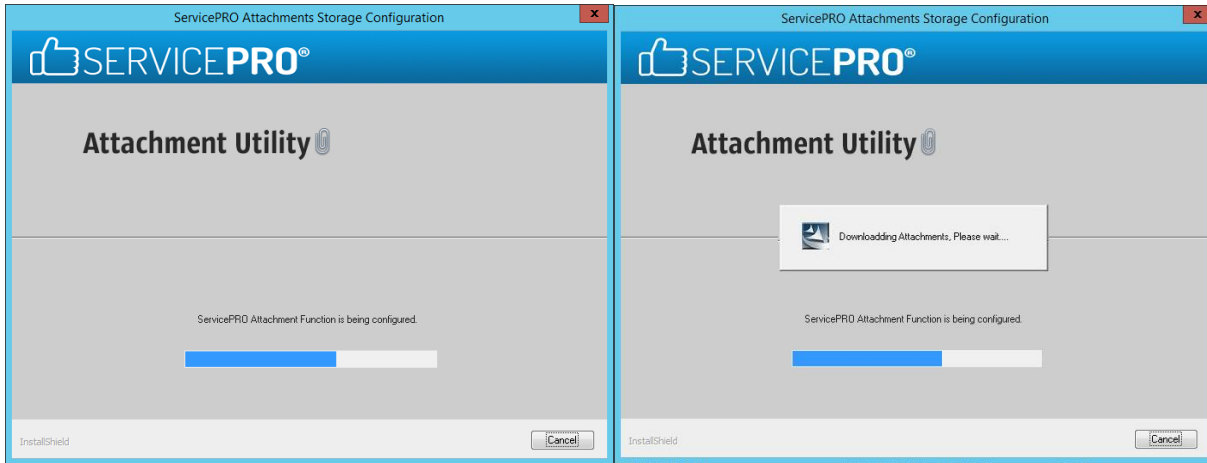 ServicePRO Attachments Storage Configuration
x
SERVICEPRO®
Attachment Utility
ServicePRO Attachment Function is being configured.
InstallShield
Cancel
ServicePRO Attachments Storage Configuration
x
SERVICEPRO®
Attachment Utility
Downloadding Attachments, Please wait....
ServicePRO Attachment Function is being configured.
InstallShield
Cancel